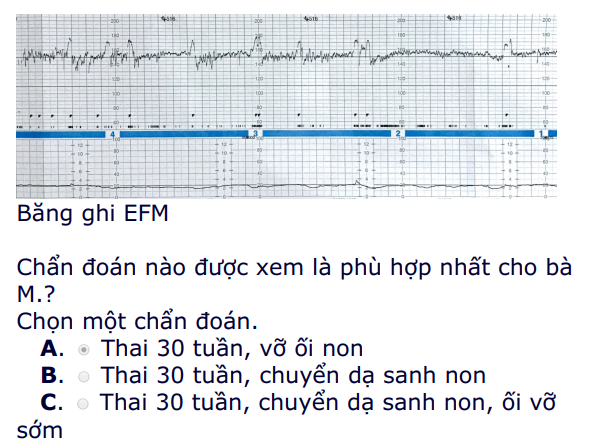 Băng ghi EFM
Chẩn đoán nào được xem là phù hợp nhất cho bà
M.?
Chọn một chẩn đoán.
A. Thai 30 tuần, vỡ ối non
B. Thai 30 tuần, chuyển dạ sanh non
C. Thai 30 tuần, chuyển dạ sanh non, ối vỡ
sớm